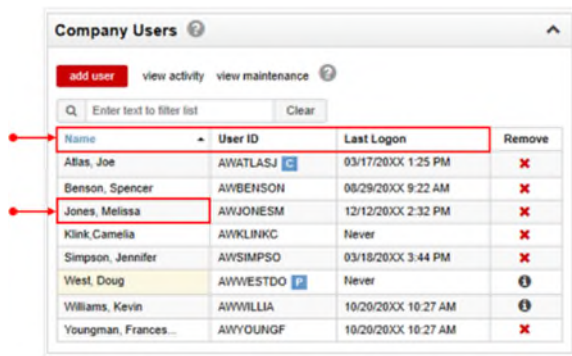 Company Users ?
add user view activity view maintenance ?
Enter text to filter list Clear
Name User ID Last Logon Remove
Atlas, Joe AWATLASJ C 03/17/20XX 1:25 PM
Benson, Spencer AWBENSON 08/29/20XX 9:22 AM
Jones, Melissa AWJONESM 12/12/20XX 2:32 PM
Klink,Camelia AWKLINKC Never
Simpson, Jennifer AWSIMPSO 03/18/20XX 3:44 PM
West, Doug AWWESTDO P Never
Williams, Kevin AWWILLIA 10/20/20XX 10:27 AM
Youngman, Frances... AWYOUNGF 10/20/20XX 10:27 AM